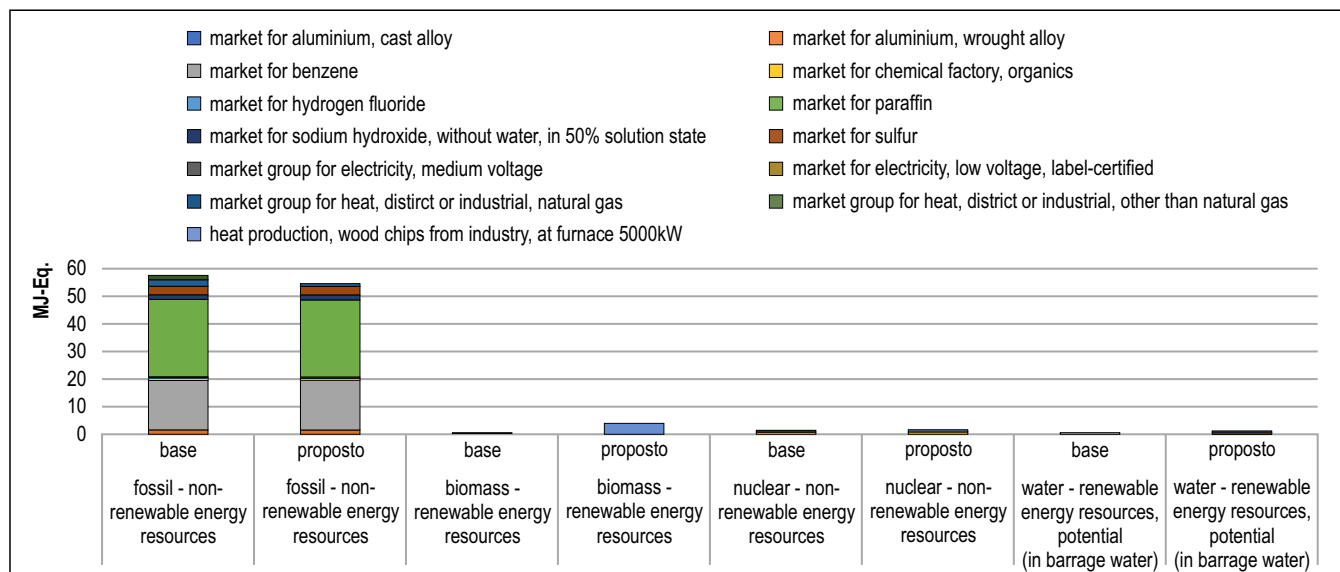 market for aluminium, cast alloy
market for aluminium, wrought alloy
market for benzene
market for chemical factory, organics
market for hydrogen fluoride
market for paraffin
market for sodium hydroxide, without water, in 50% solution state
market for sulfur
market group for electricity, medium voltage
market for electricity, low voltage, label-certified
market group for heat, distirct or industrial, natural gas
market group for heat, district or industrial, other than natural gas
heat production, wood chips from industry, at furnace 5000kW
MJ-Eq.
60
50
40
30
20
10
0
base
proposto
base
proposto
base
proposto
base
proposto
fossil - non-
renewable energy
resources
fossil - non-
renewable energy
resources
biomass -
renewable energy
resources
biomass -
renewable energy
resources
nuclear - non-
renewable energy
resources
nuclear - non-
renewable energy
resources
water - renewable
energy resources,
potential
(in barrage water)
water - renewable
energy resources,
potential
(in barrage water)